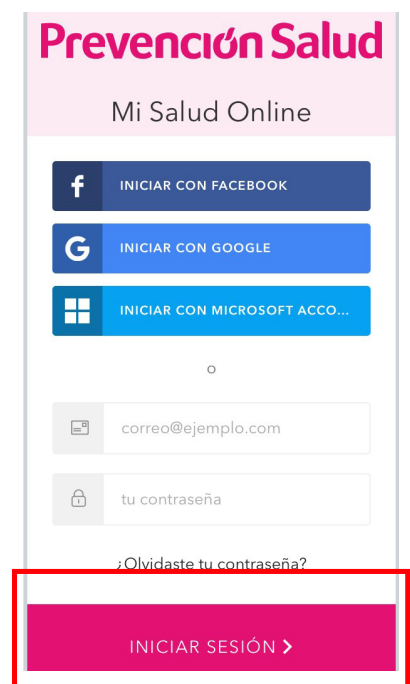 Prevención Salud
Mi Salud Online
INICIAR CON FACEBOOK
INICIAR CON GOOGLE
INICIAR CON MICROSOFT ACCO...
o
correo@ejemplo.com
tu contraseña
¿Olvidaste tu contraseña?
INICIAR SESIÓN >